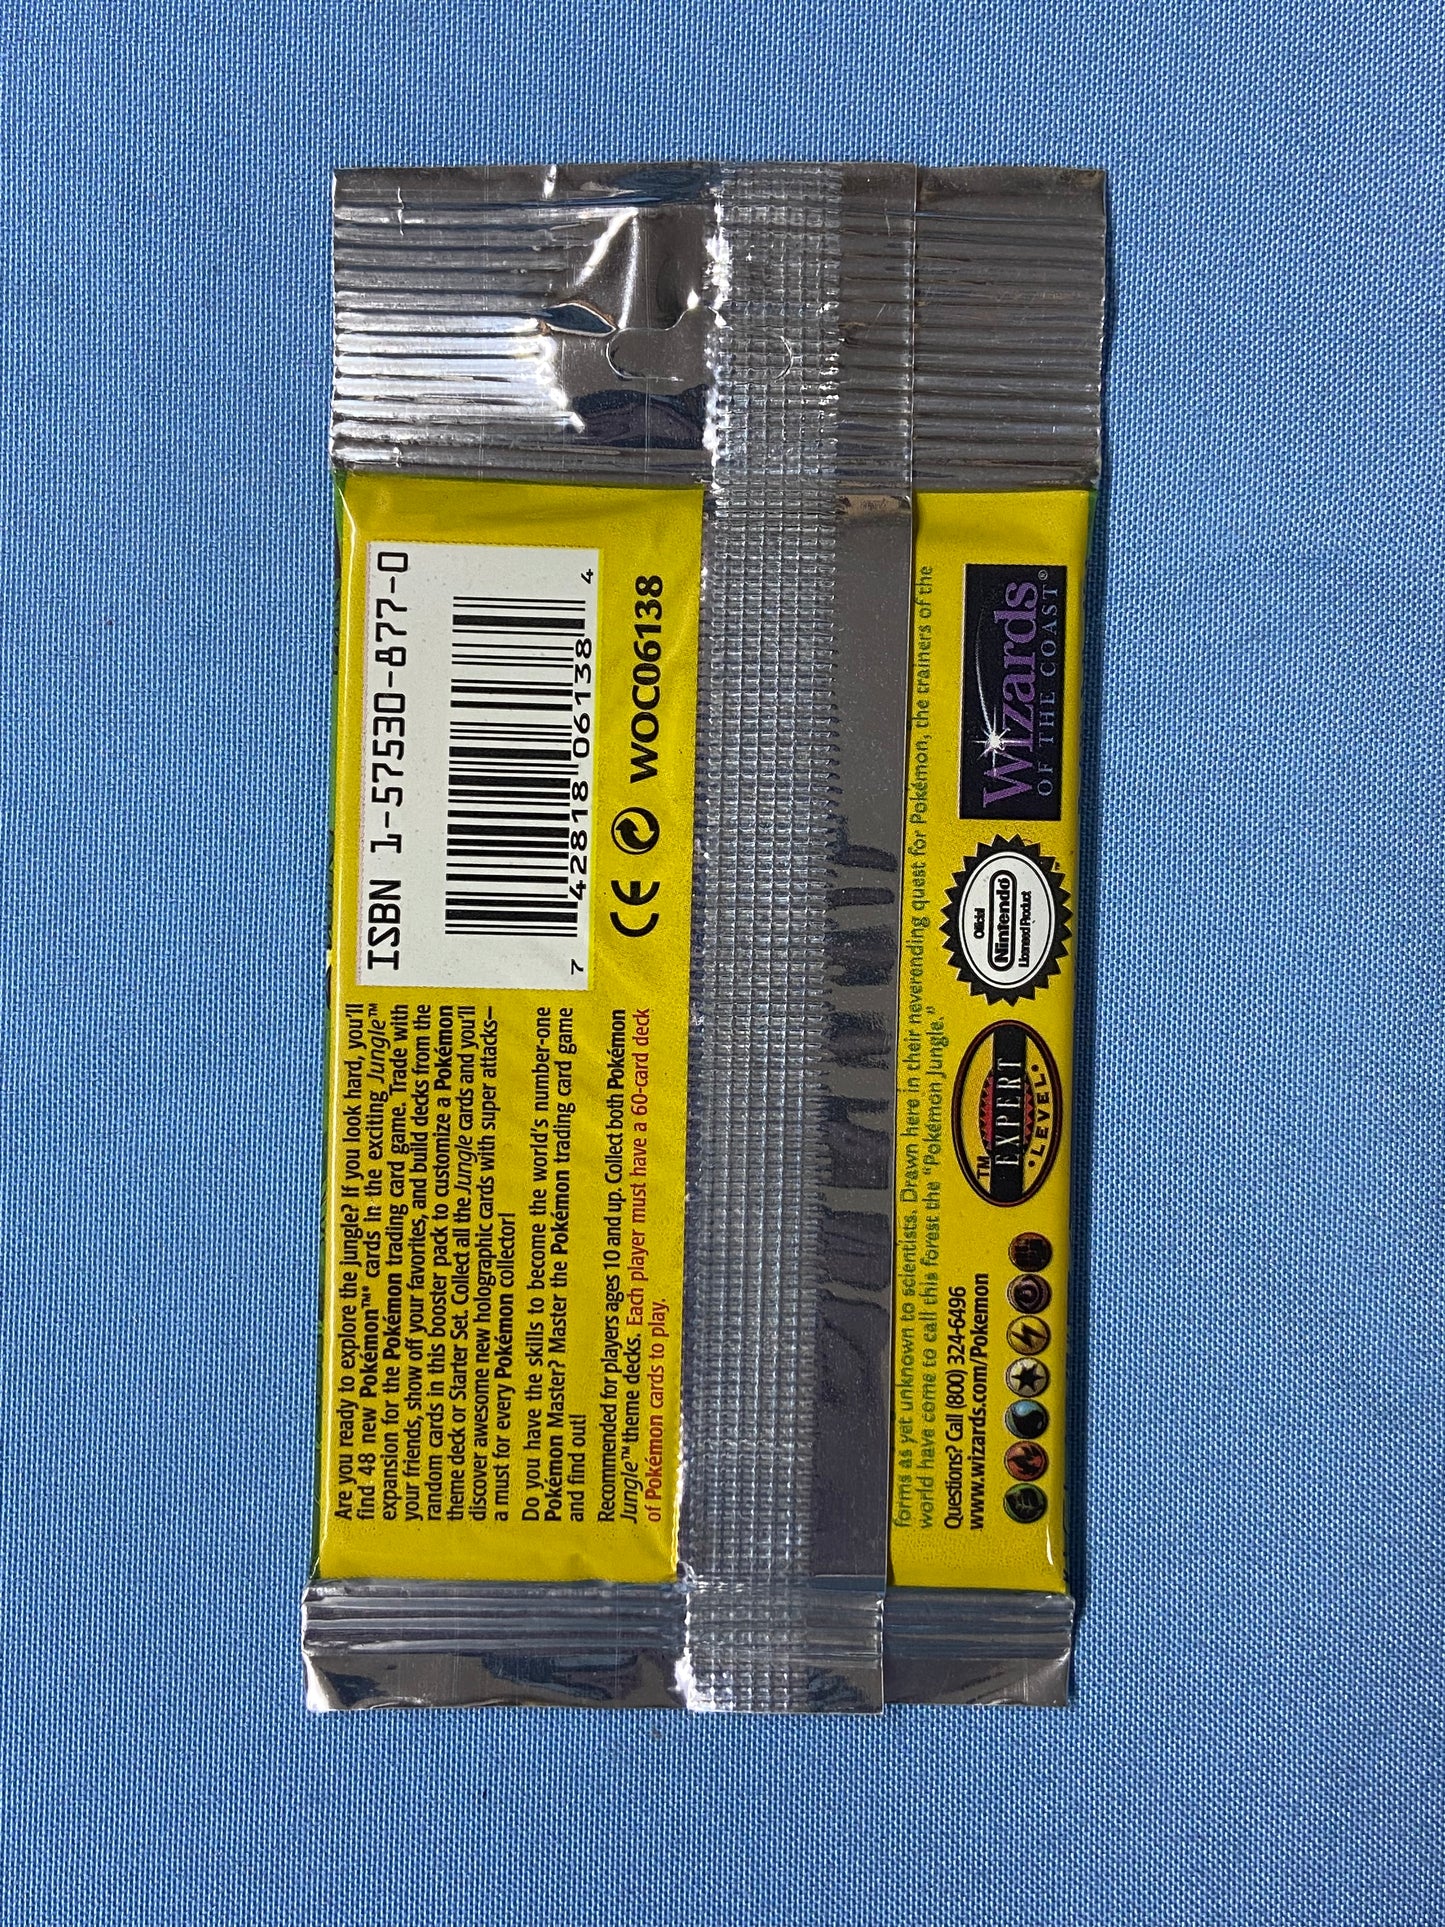 Are you ready to explore the jungle? If you look hard, you'll
find 48 new Pokémon™* cards in the exciting Jungle™
expansion for the Pokémon trading card game. Trade with
your friends, show off your favorites, and build decks from the
random cards in this booster pack to customize a Pokémon
theme deck or Starter Set. Collect all the Jungle cards and you'll
discover awesome new holographic cards with super attacks–
a must for every Pokémon collector!
Do you have the skills to become the world's number-one
Pokémon Master? Master the Pokémon trading card game
and find out!
Recommended for players ages 10 and up. Collect both Pokémon
Jungle™ theme decks. Each player must have a 60-card deck
of Pokémon cards to play.
ISBN 1-57530-877-0
7 42818 06138 4
CE WOC06138
forms as yet unknown to scientists. Drawn here in their neverending quest for Pokémon, the trainers of the
world have come to call this forest the "Pokémon Jungle."
Questions? Call (800) 324-6496
www.wizards.com/Pokemon
TM
EXPERT
LEVEL
Official
Nintendo
Licensed Product
TM
Wizards
OF THE COAST®